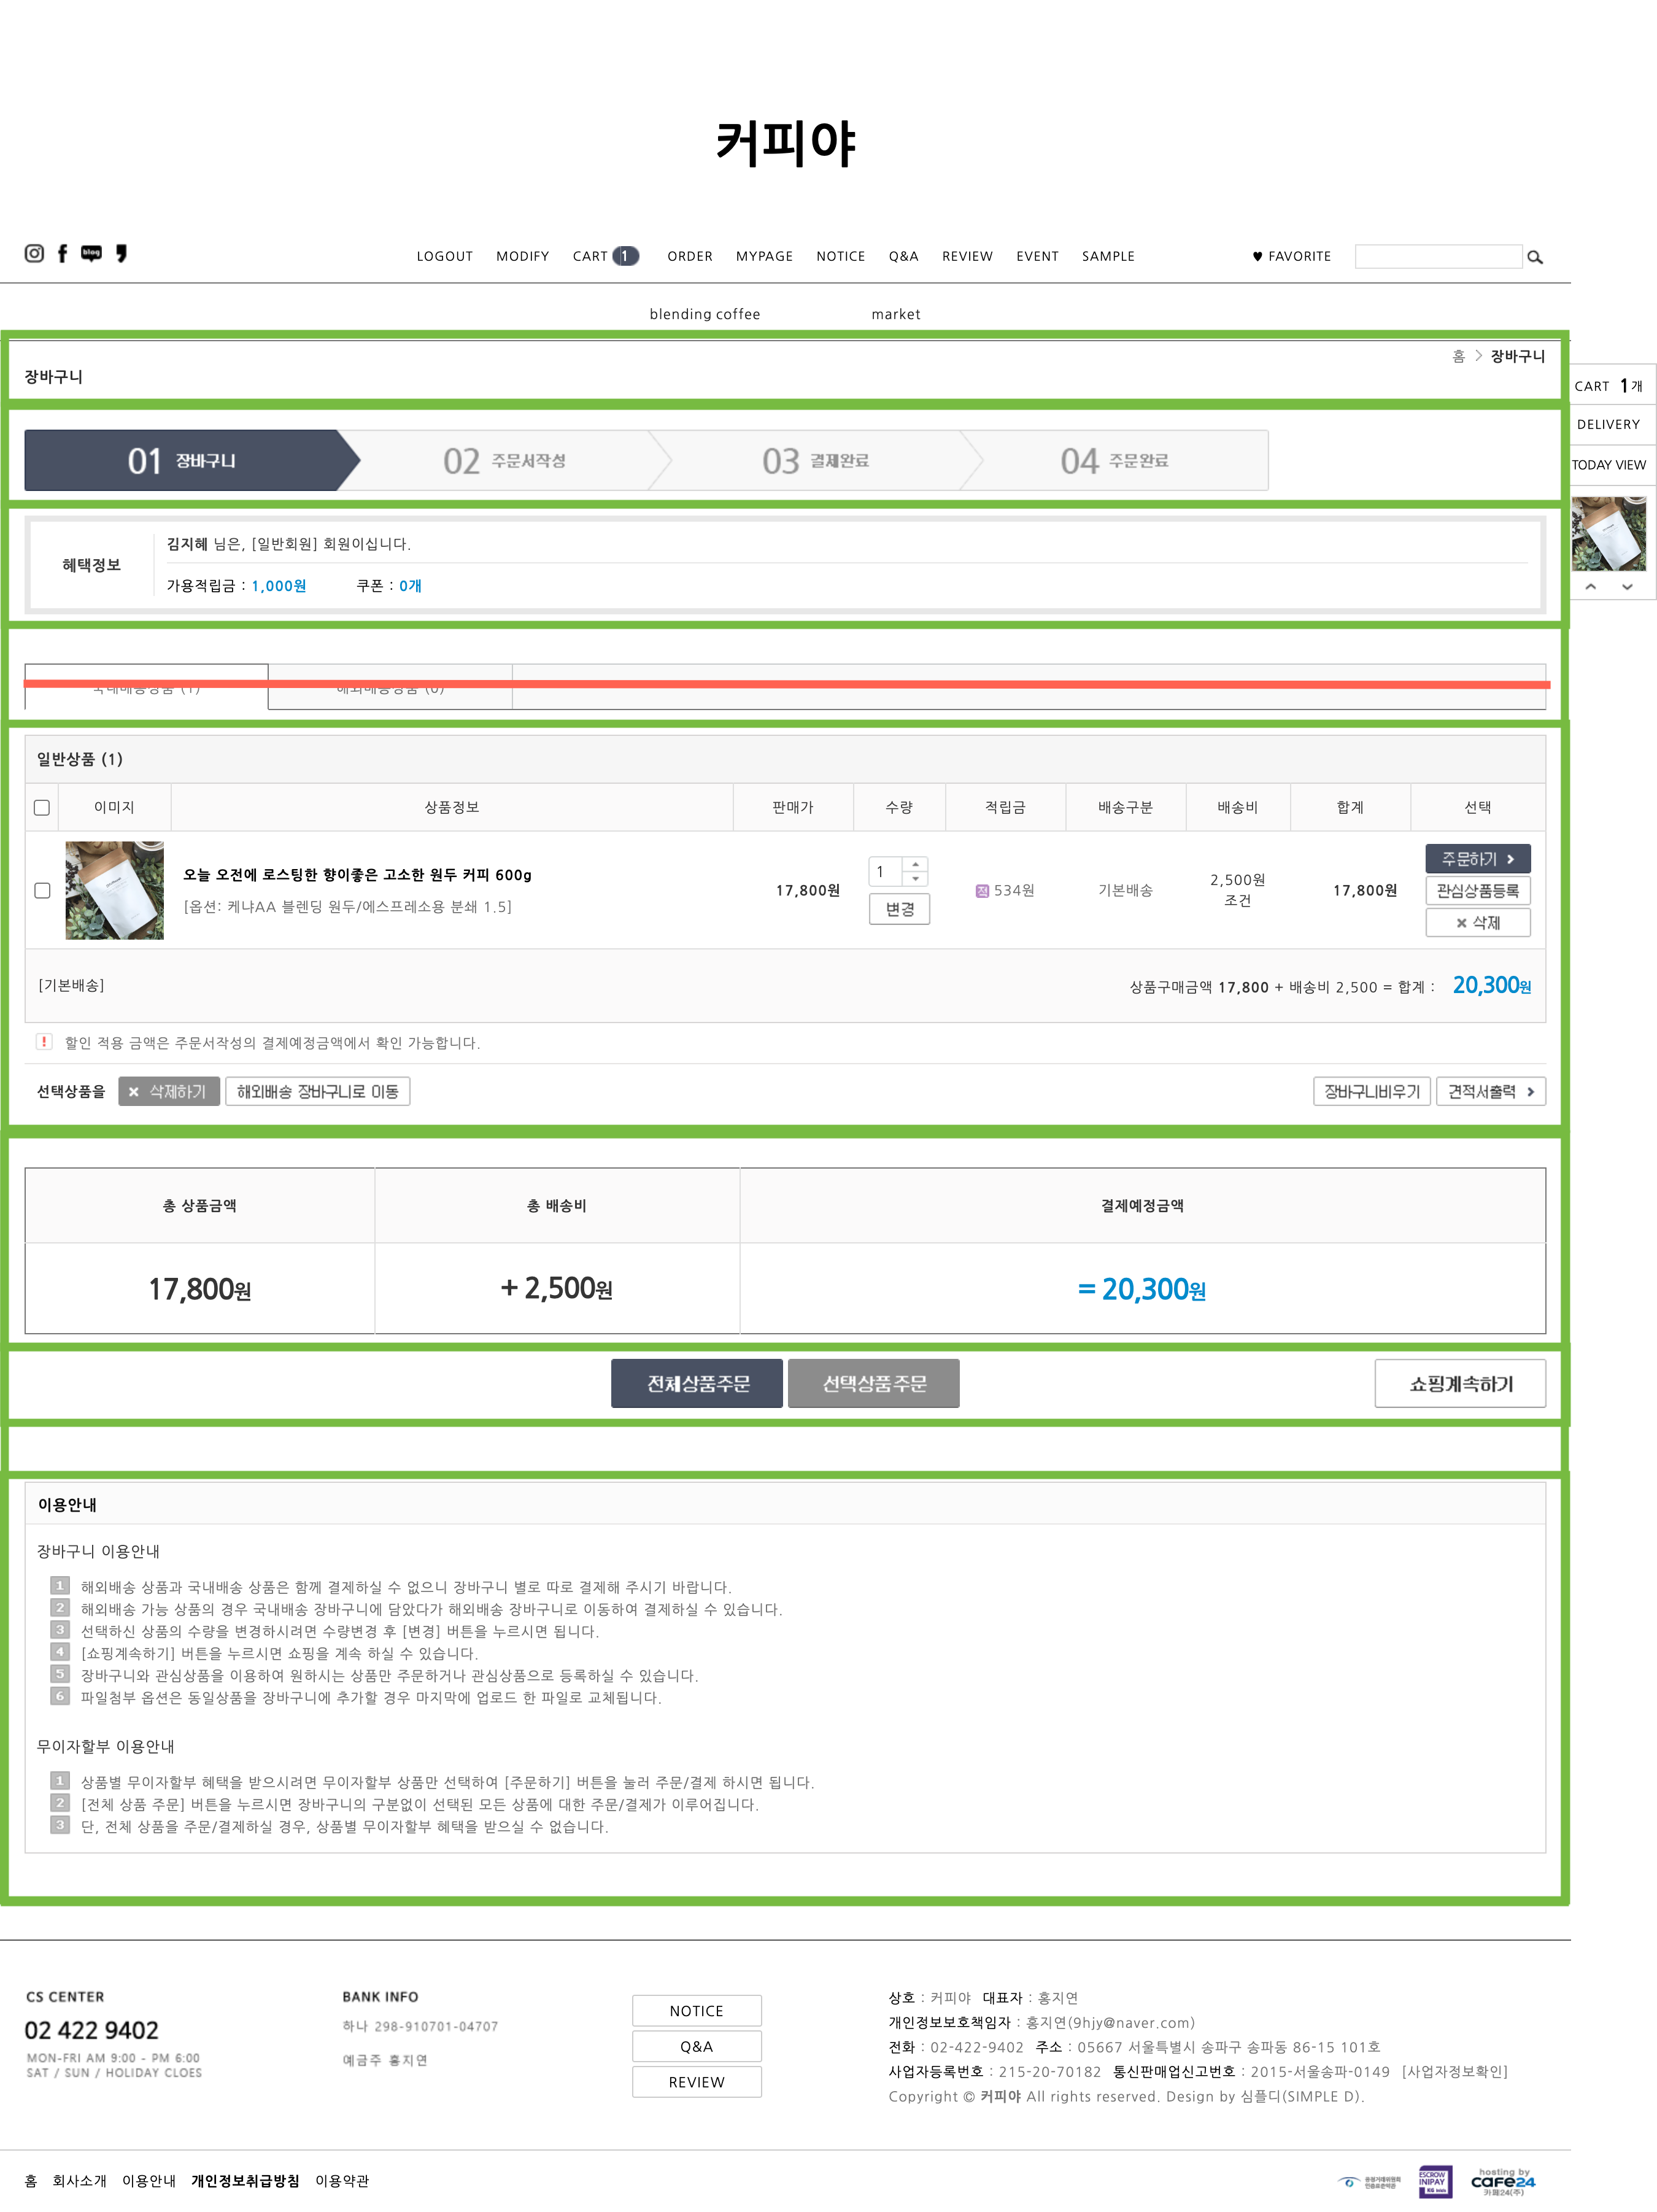 커피야
LOGOUT MODIFY CART 1 ORDER MYPAGE NOTICE Q&A REVIEW EVENT SAMPLE ♥ FAVORITE
blending coffee market
홈 > 장바구니
장바구니
CART 1개
DELIVERY
TODAY VIEW
01 장바구니 02 주문서작성 03 결제완료 04 주문완료
혜택정보
김지혜 님은, [일반회원] 회원이십니다.
가용적립금 : 1,000원 쿠폰 : 0개
국내배송상품 (1) 해외배송상품 (0)
일반상품 (1)
이미지 상품정보 판매가 수량 적립금 배송구분 배송비 합계 선택
오늘 오전에 로스팅한 향이좋은 고소한 원두 커피 600g
[옵션: 케냐AA 블렌딩 원두/에스프레소용 분쇄 1.5]
17,800원
1
변경
적 534원
기본배송
2,500원
조건
17,800원
주문하기
관심상품등록
삭제
[기본배송] 상품구매금액 17,800 + 배송비 2,500 = 합계 : 20,300원
할인 적용 금액은 주문서작성의 결제예정금액에서 확인 가능합니다.
선택상품을 삭제하기 해외배송 장바구니로 이동 장바구니비우기 견적서출력
총 상품금액 총 배송비 결제예정금액
17,800원 + 2,500원 = 20,300원
전체상품주문 선택상품주문 쇼핑계속하기
이용안내
장바구니 이용안내
1 해외배송 상품과 국내배송 상품은 함께 결제하실 수 없으니 장바구니 별로 따로 결제해 주시기 바랍니다.
2 해외배송 가능 상품의 경우 국내배송 장바구니에 담았다가 해외배송 장바구니로 이동하여 결제하실 수 있습니다.
3 선택하신 상품의 수량을 변경하시려면 수량변경 후 [변경] 버튼을 누르시면 됩니다.
4 [쇼핑계속하기] 버튼을 누르시면 쇼핑을 계속 하실 수 있습니다.
5 장바구니와 관심상품을 이용하여 원하시는 상품만 주문하거나 관심상품으로 등록하실 수 있습니다.
6 파일첨부 옵션은 동일상품을 장바구니에 추가할 경우 마지막에 업로드 한 파일로 교체됩니다.
무이자할부 이용안내
1 상품별 무이자할부 혜택을 받으시려면 무이자할부 상품만 선택하여 [주문하기] 버튼을 눌러 주문/결제 하시면 됩니다.
2 [전체 상품 주문] 버튼을 누르시면 장바구니의 구분없이 선택된 모든 상품에 대한 주문/결제가 이루어집니다.
3 단, 전체 상품을 주문/결제하실 경우, 상품별 무이자할부 혜택을 받으실 수 없습니다.
CS CENTER
02 422 9402
MON-FRI AM 9:00 - PM 6:00
SAT / SUN / HOLIDAY CLOES
BANK INFO
하나 298-910701-04707
예금주 홍지연
NOTICE
Q&A
REVIEW
상호 : 커피야 대표자 : 홍지연
개인정보보호책임자 : 홍지연(9hjy@naver.com)
전화 : 02-422-9402 주소 : 05667 서울특별시 송파구 송파동 86-15 101호
사업자등록번호 : 215-20-70182 통신판매업신고번호 : 2015-서울송파-0149 [사업자정보확인]
Copyright © 커피야 All rights reserved. Design by 심플디(SIMPLE D).
홈 회사소개 이용안내 개인정보취급방침 이용약관
공정거래위원회
ESCROW
INIPAY
hosting by
cafe24
카페24(주)